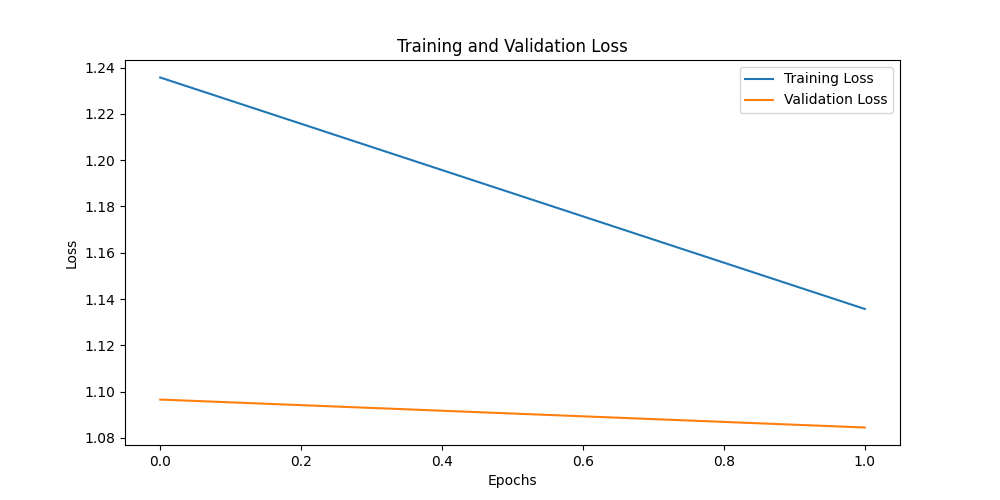 Training and Validation Loss
1.24
1.22
1.20
1.18
1.16
1.14
1.12
1.10
1.08
Loss
Training Loss
Validation Loss
0.0 0.2 0.4 0.6 0.8 1.0
Epochs